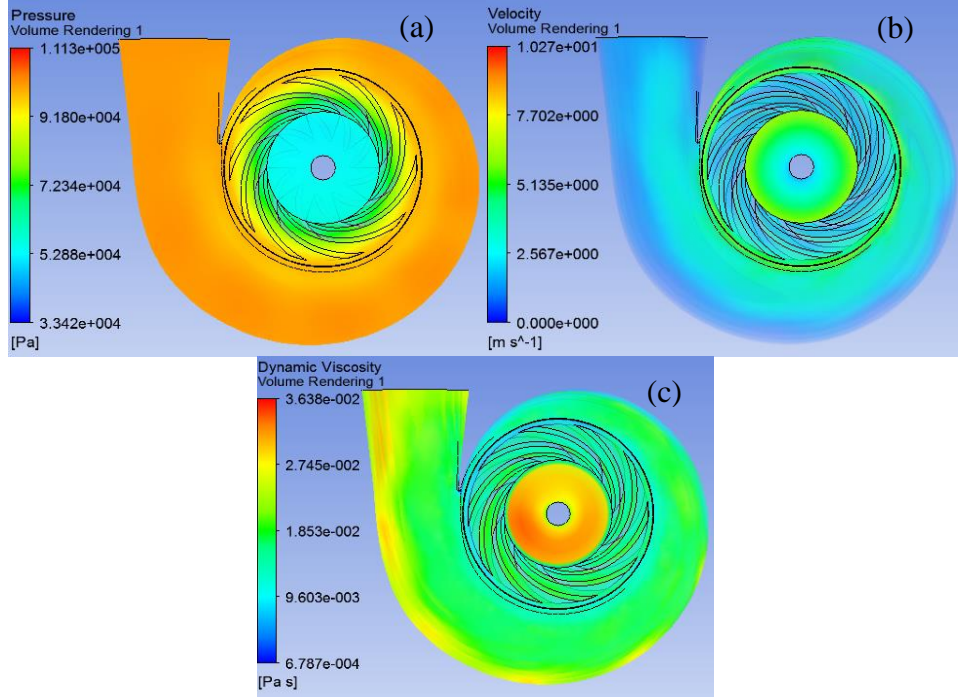 Pressure
Volume Rendering 1
(a)
1.113e+005
9.180e+004
7.234e+004
5.288e+004
3.342e+004
[Pa]
Velocity
Volume Rendering 1
(b)
1.027e+001
7.702e+000
5.135e+000
2.567e+000
0.000e+000
[m s^-1]
Dynamic Viscosity
Volume Rendering 1
(c)
3.638e-002
2.745e-002
1.853e-002
9.603e-003
6.787e-004
[Pa s]